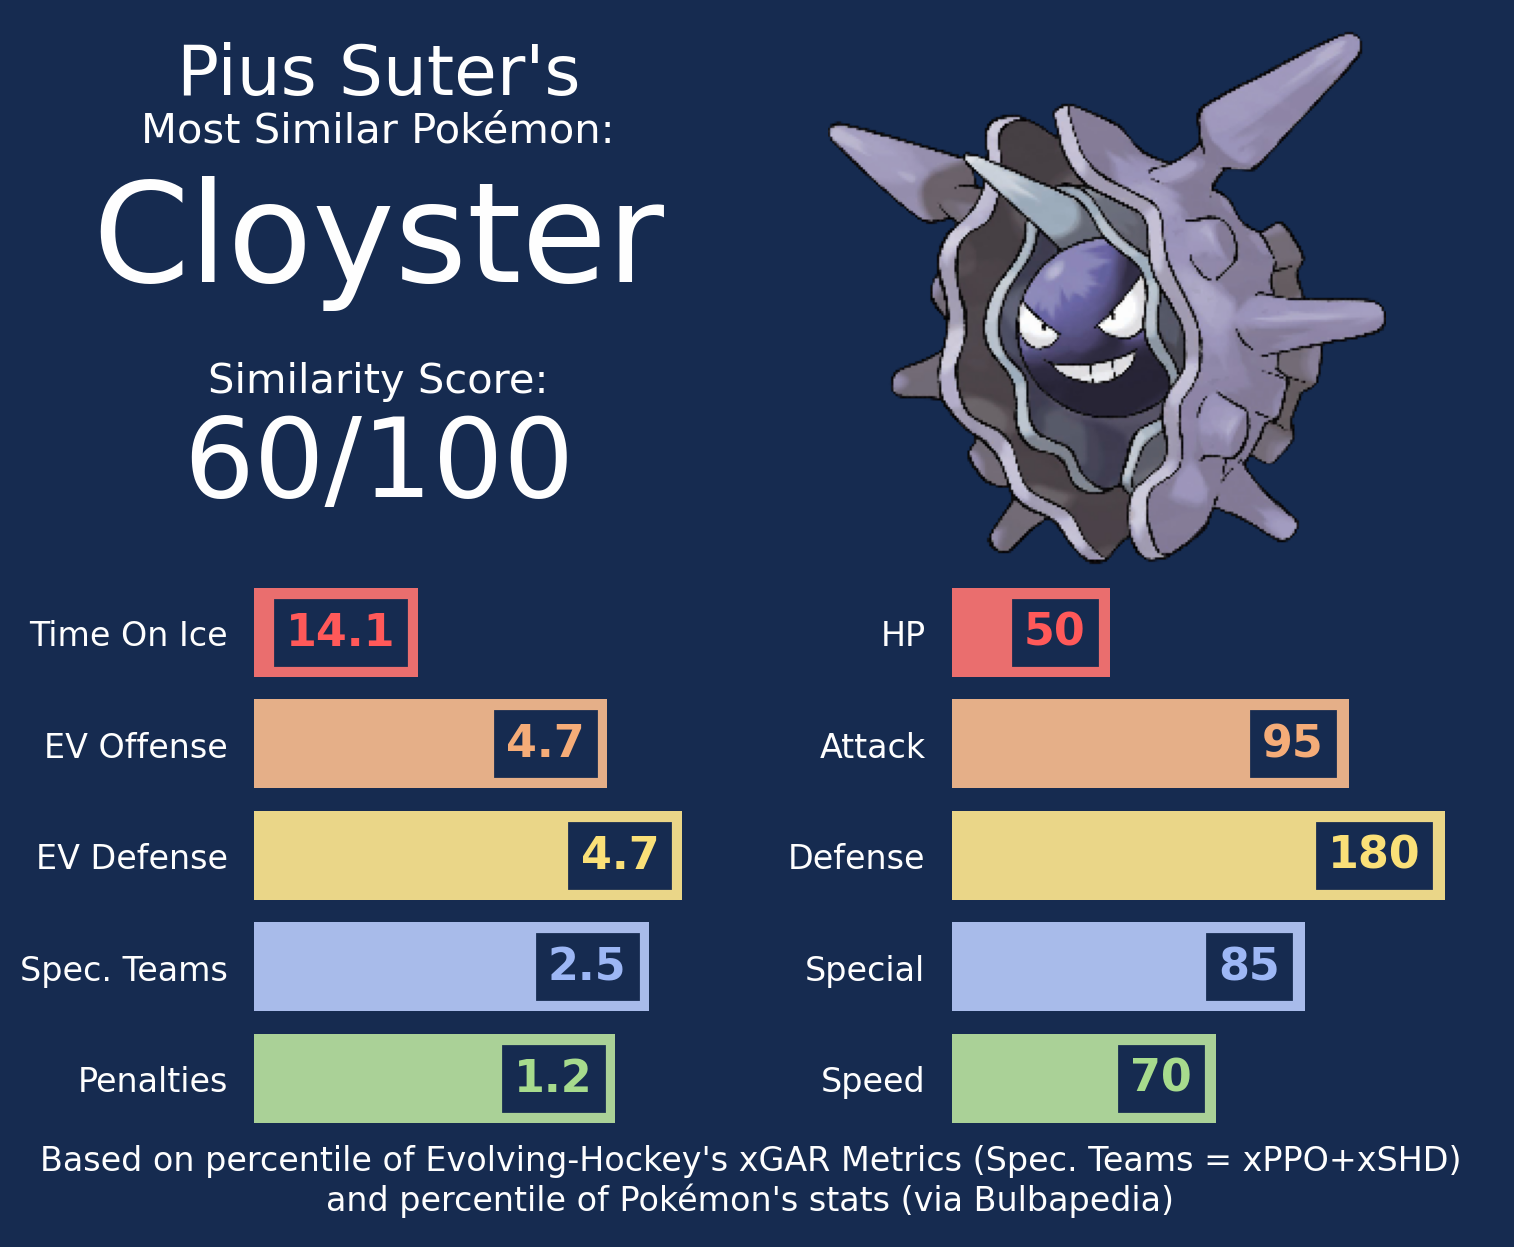 Pius Suter's
Most Similar Pokémon:
Cloyster
Similarity Score:
60/100
Time On Ice 14.1
EV Offense 4.7
EV Defense 4.7
Spec. Teams 2.5
Penalties 1.2
HP 50
Attack 95
Defense 180
Special 85
Speed 70
Based on percentile of Evolving-Hockey's xGAR Metrics (Spec. Teams = xPPO+xSHD)
and percentile of Pokémon's stats (via Bulbapedia)